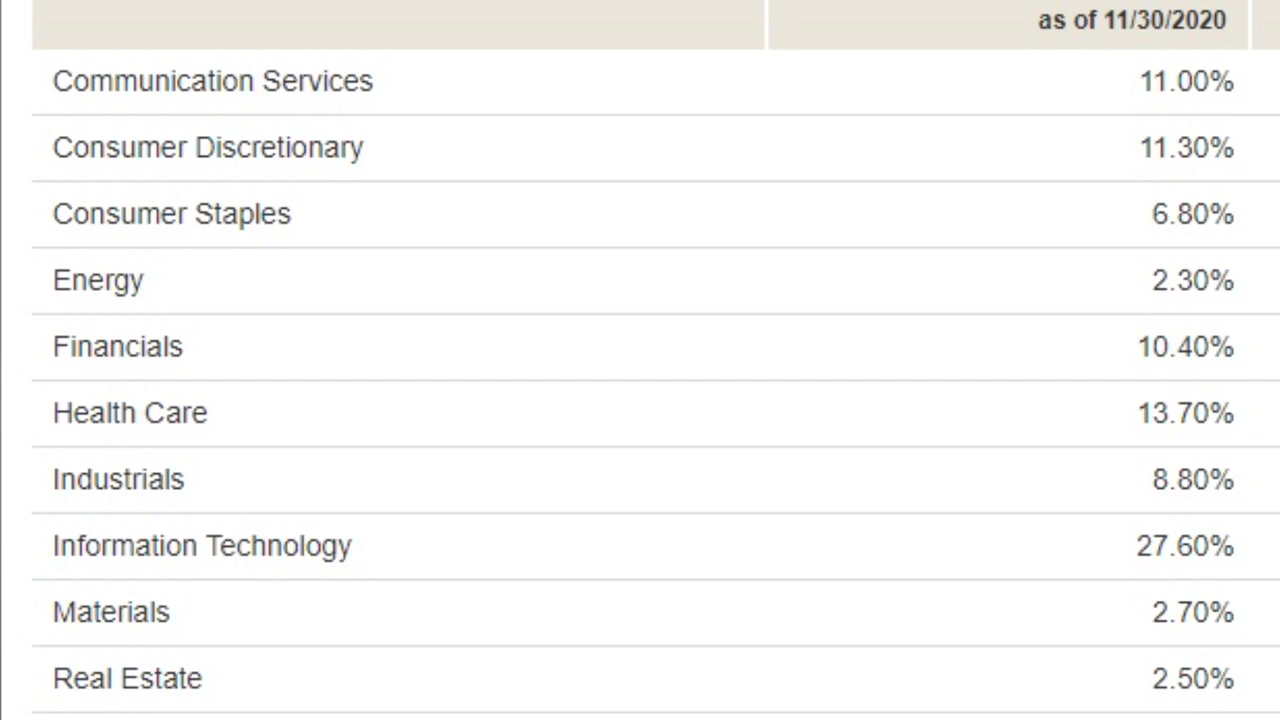 as of 11/30/2020
Communication Services 11.00%
Consumer Discretionary 11.30%
Consumer Staples 6.80%
Energy 2.30%
Financials 10.40%
Health Care 13.70%
Industrials 8.80%
Information Technology 27.60%
Materials 2.70%
Real Estate 2.50%